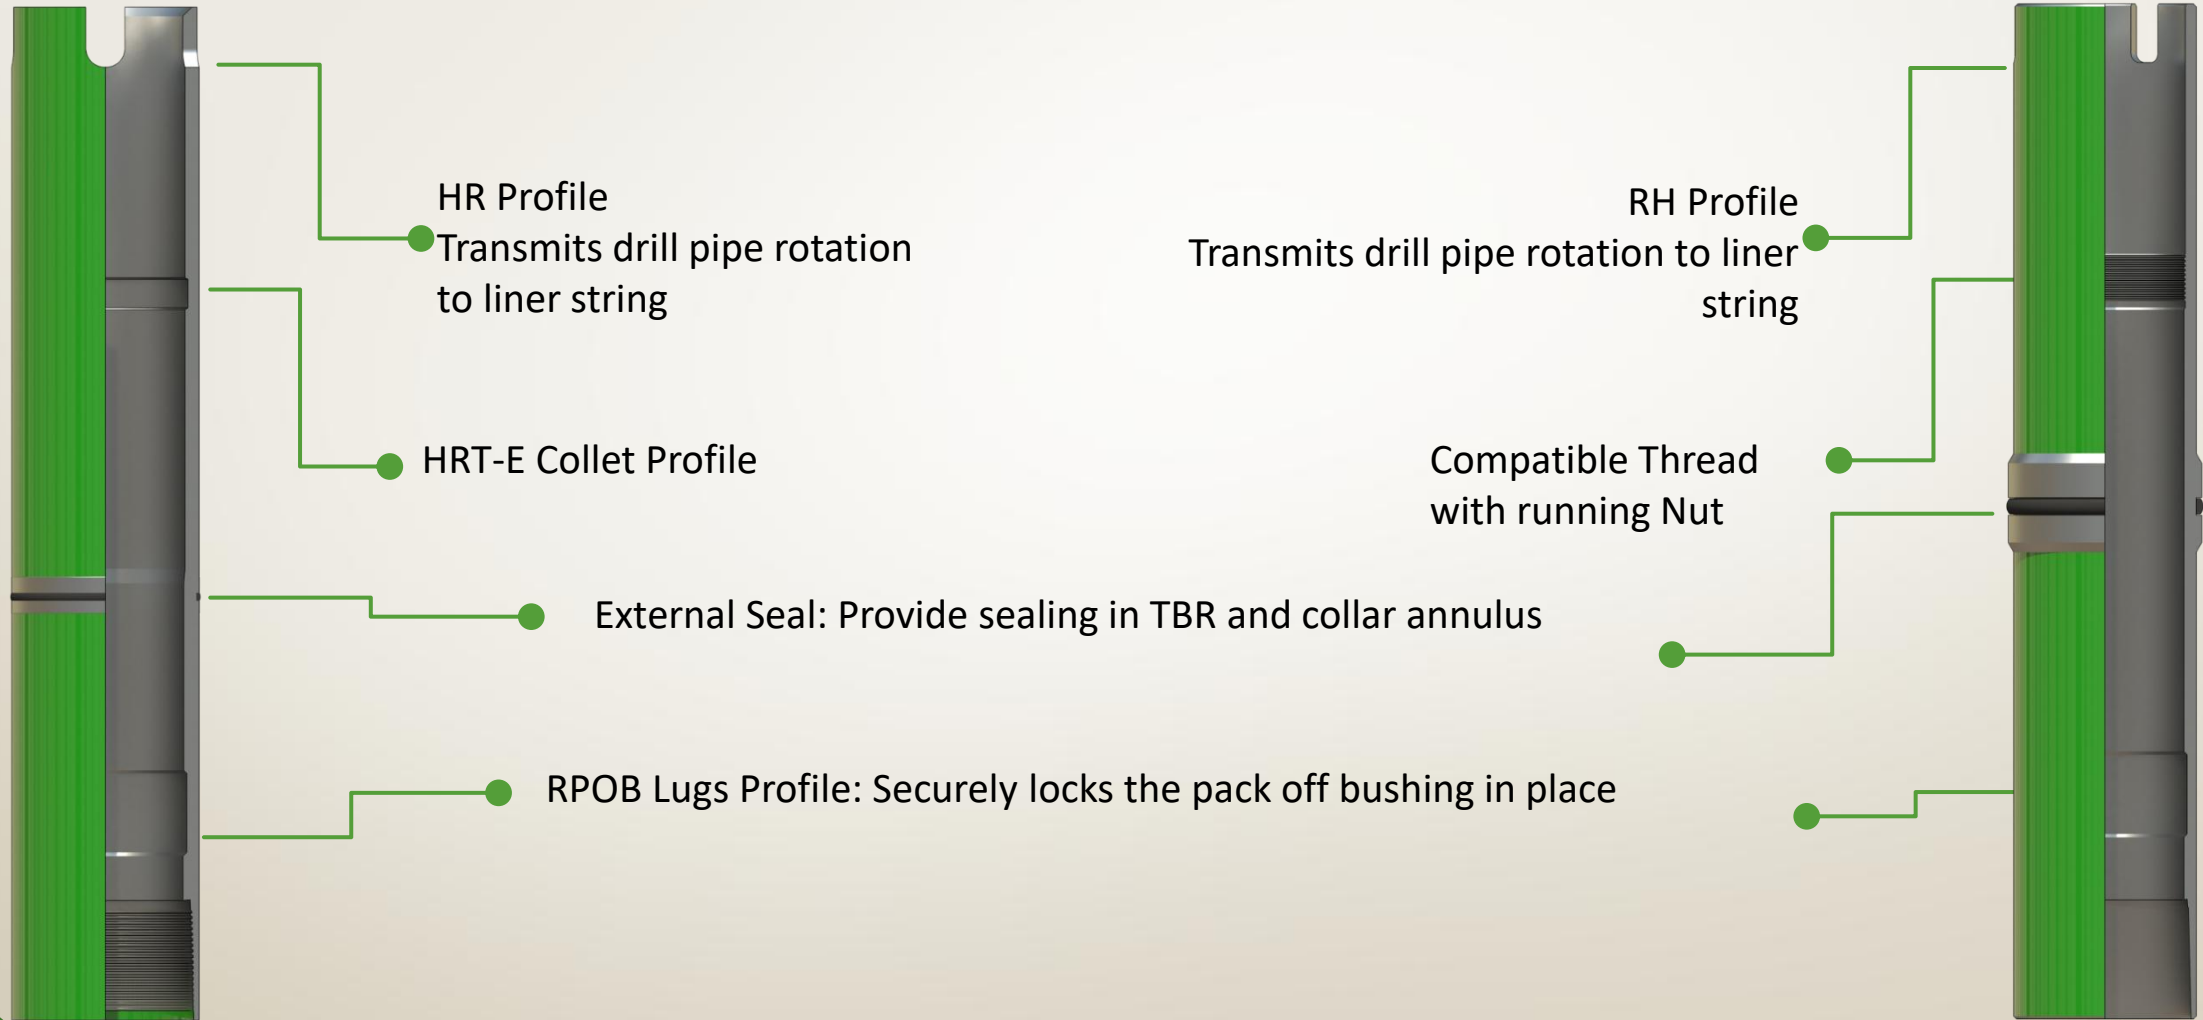 HR Profile
Transmits drill pipe rotation
to liner string
RH Profile
Transmits drill pipe rotation to liner
string
HRT-E Collet Profile
Compatible Thread
with running Nut
External Seal: Provide sealing in TBR and collar annulus
RPOB Lugs Profile: Securely locks the pack off bushing in place